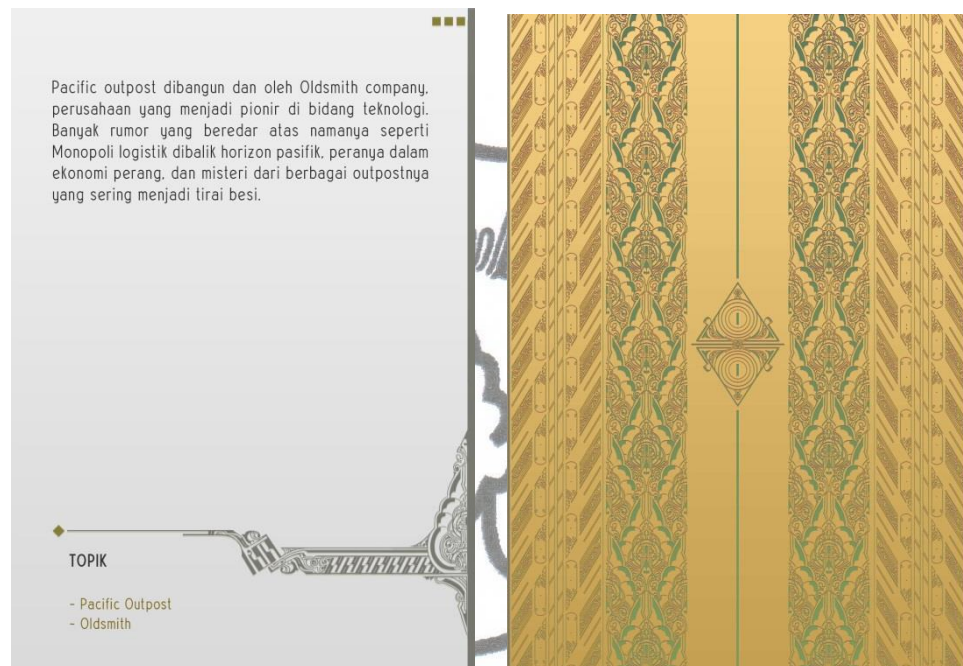 Pacific outpost dibangun dan oleh Oldsmith company,
perusahaan yang menjadi pionir di bidang teknologi.
Banyak rumor yang beredar atas namanya seperti
Monopoli logistik dibalik horizon pasifik, peranya dalam
ekonomi perang, dan misteri dari berbagai outpostnya
yang sering menjadi tirai besi.
TOPIK
- Pacific Outpost
- Oldsmith